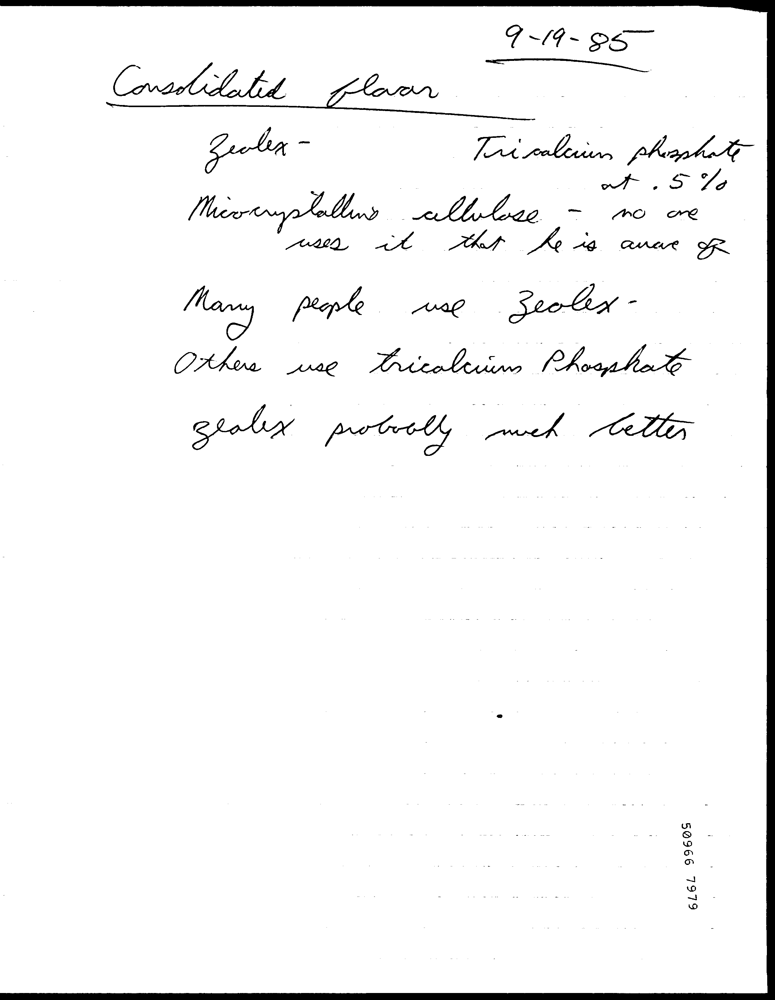 9-19-85
Consolidated flavor
Zeolex - Tricalcium phosphate
at .5%
Microcrystalline cellulose - no one
uses it that he is aware of
Many people use Zeolex -
Others use tricalcium Phosphate
zeolex probably much better
50966 7979